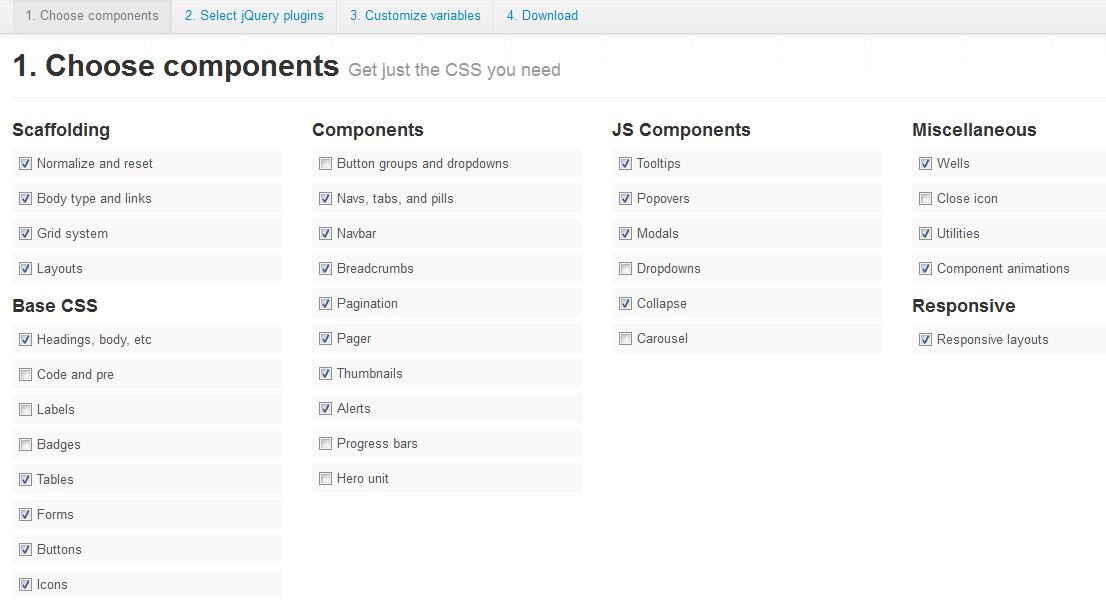 1. Choose components
2. Select jQuery plugins
3. Customize variables
4. Download
1. Choose components Get just the CSS you need
Scaffolding
Normalize and reset
Body type and links
Grid system
Layouts
Base CSS
Headings, body, etc
Code and pre
Labels
Badges
Tables
Forms
Buttons
Icons
Components
Button groups and dropdowns
Navs, tabs, and pills
Navbar
Breadcrumbs
Pagination
Pager
Thumbnails
Alerts
Progress bars
Hero unit
JS Components
Tooltips
Popovers
Modals
Dropdowns
Collapse
Carousel
Miscellaneous
Wells
Close icon
Utilities
Component animations
Responsive
Responsive layouts